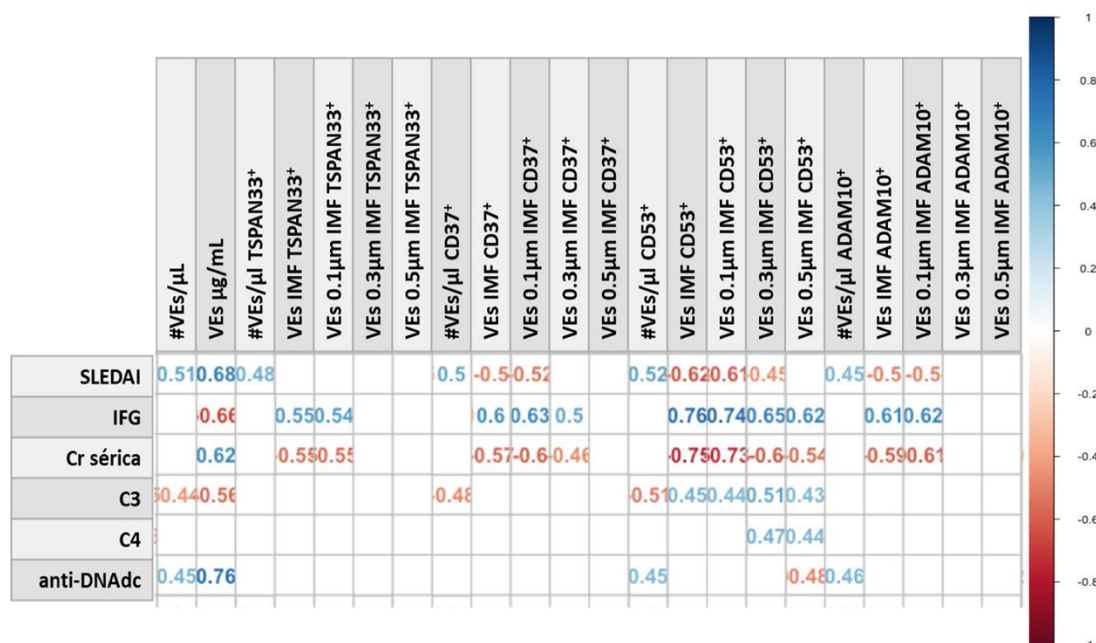 #VEs/µL
VEs µg/mL
#VEs/µl TSPAN33⁺
VEs IMF TSPAN33⁺
VEs 0.1µm IMF TSPAN33⁺
VEs 0.3µm IMF TSPAN33⁺
VEs 0.5µm IMF TSPAN33⁺
#VEs/µl CD37⁺
VEs IMF CD37⁺
VEs 0.1µm IMF CD37⁺
VEs 0.3µm IMF CD37⁺
VEs 0.5µm IMF CD37⁺
#VEs/µl CD53⁺
VEs IMF CD53⁺
VEs 0.1µm IMF CD53⁺
VEs 0.3µm IMF CD53⁺
VEs 0.5µm IMF CD53⁺
#VEs/µl ADAM10⁺
VEs IMF ADAM10⁺
VEs 0.1µm IMF ADAM10⁺
VEs 0.3µm IMF ADAM10⁺
VEs 0.5µm IMF ADAM10⁺
SLEDAI 0.51 0.68 0.48 0.5 -0.54 -0.52 0.52 -0.62 -0.61 -0.45 0.45 -0.5 -0.5
IFG -0.66 0.55 0.54 0.6 0.63 0.5 0.76 0.74 0.65 0.62 0.61 0.62
Cr sérica 0.62 -0.55 -0.55 -0.57 -0.6 -0.46 -0.75 -0.73 -0.6 -0.54 -0.59 -0.61
C3 -0.44 -0.56 -0.48 -0.51 0.45 0.44 0.51 0.43
C4 0.47 0.44
anti-DNAdc 0.45 0.76 0.45 -0.48 0.46
1
0.8
0.6
0.4
0.2
0
-0.2
-0.4
-0.6
-0.8
-1